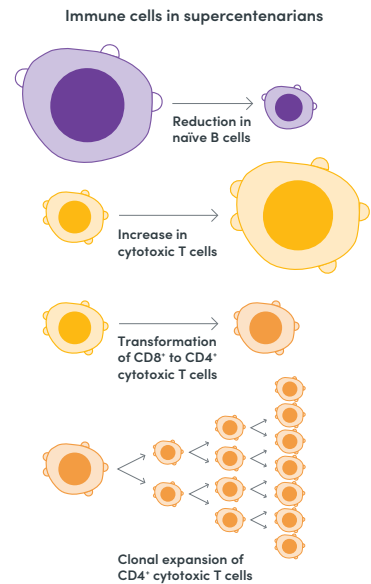 Immune cells in supercentenarians
Reduction in
naïve B cells
Increase in
cytotoxic T cells
Transformation
of CD8⁺ to CD4⁺
cytotoxic T cells
Clonal expansion of
CD4⁺ cytotoxic T cells